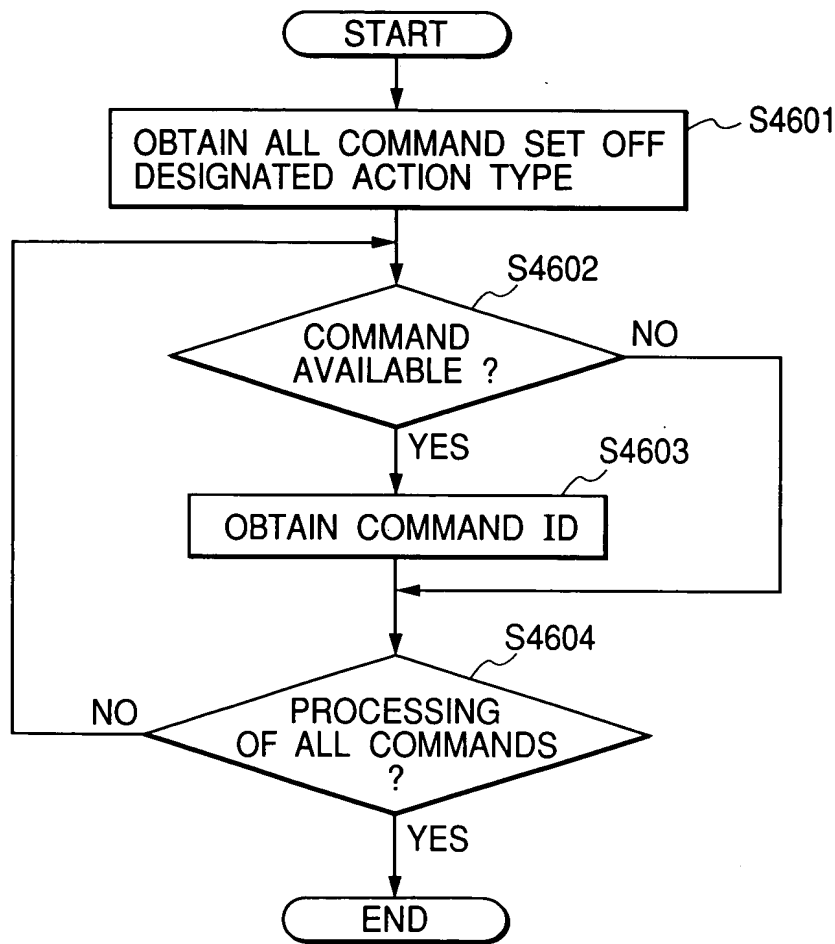 START
OBTAIN ALL COMMAND SET OFF
DESIGNATED ACTION TYPE
S4601
S4602
COMMAND
AVAILABLE ?
NO
YES
S4603
OBTAIN COMMAND ID
S4604
PROCESSING
OF ALL COMMANDS
?
NO
YES
END